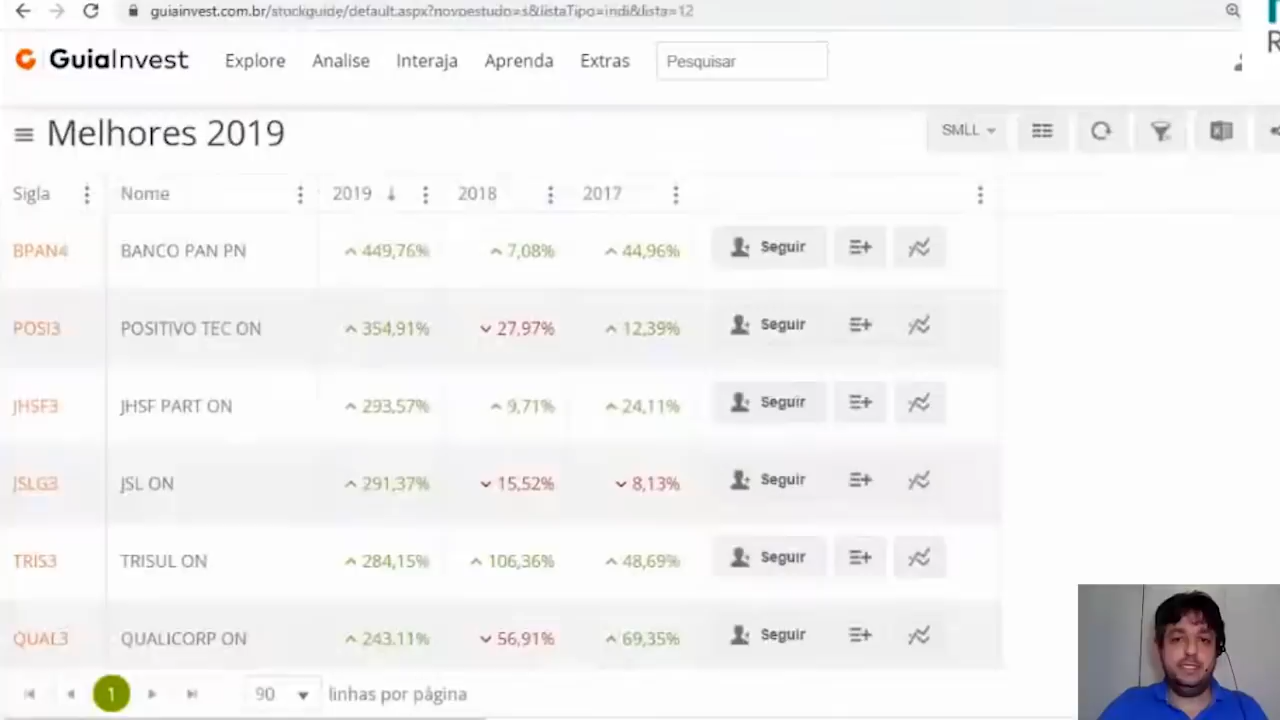 guiainvest.com.br/stockguide/default.aspx?novoestudo=s&listaTipo=indi&lista=12
GuiaInvest Explore Analise Interaja Aprenda Extras Pesquisar
R
Melhores 2019 SMLL
Sigla Nome 2019 2018 2017
BPAN4 BANCO PAN PN 449,76% 7,08% 44,96% Seguir
POSI3 POSITIVO TEC ON 354,91% 27,97% 12,39% Seguir
JHSF3 JHSF PART ON 293,57% 9,71% 24,11% Seguir
JSLG3 JSL ON 291,37% 15,52% 8,13% Seguir
TRIS3 TRISUL ON 284,15% 106,36% 48,69% Seguir
QUAL3 QUALICORP ON 243,11% 56,91% 69,35% Seguir
1 90 linhas por página